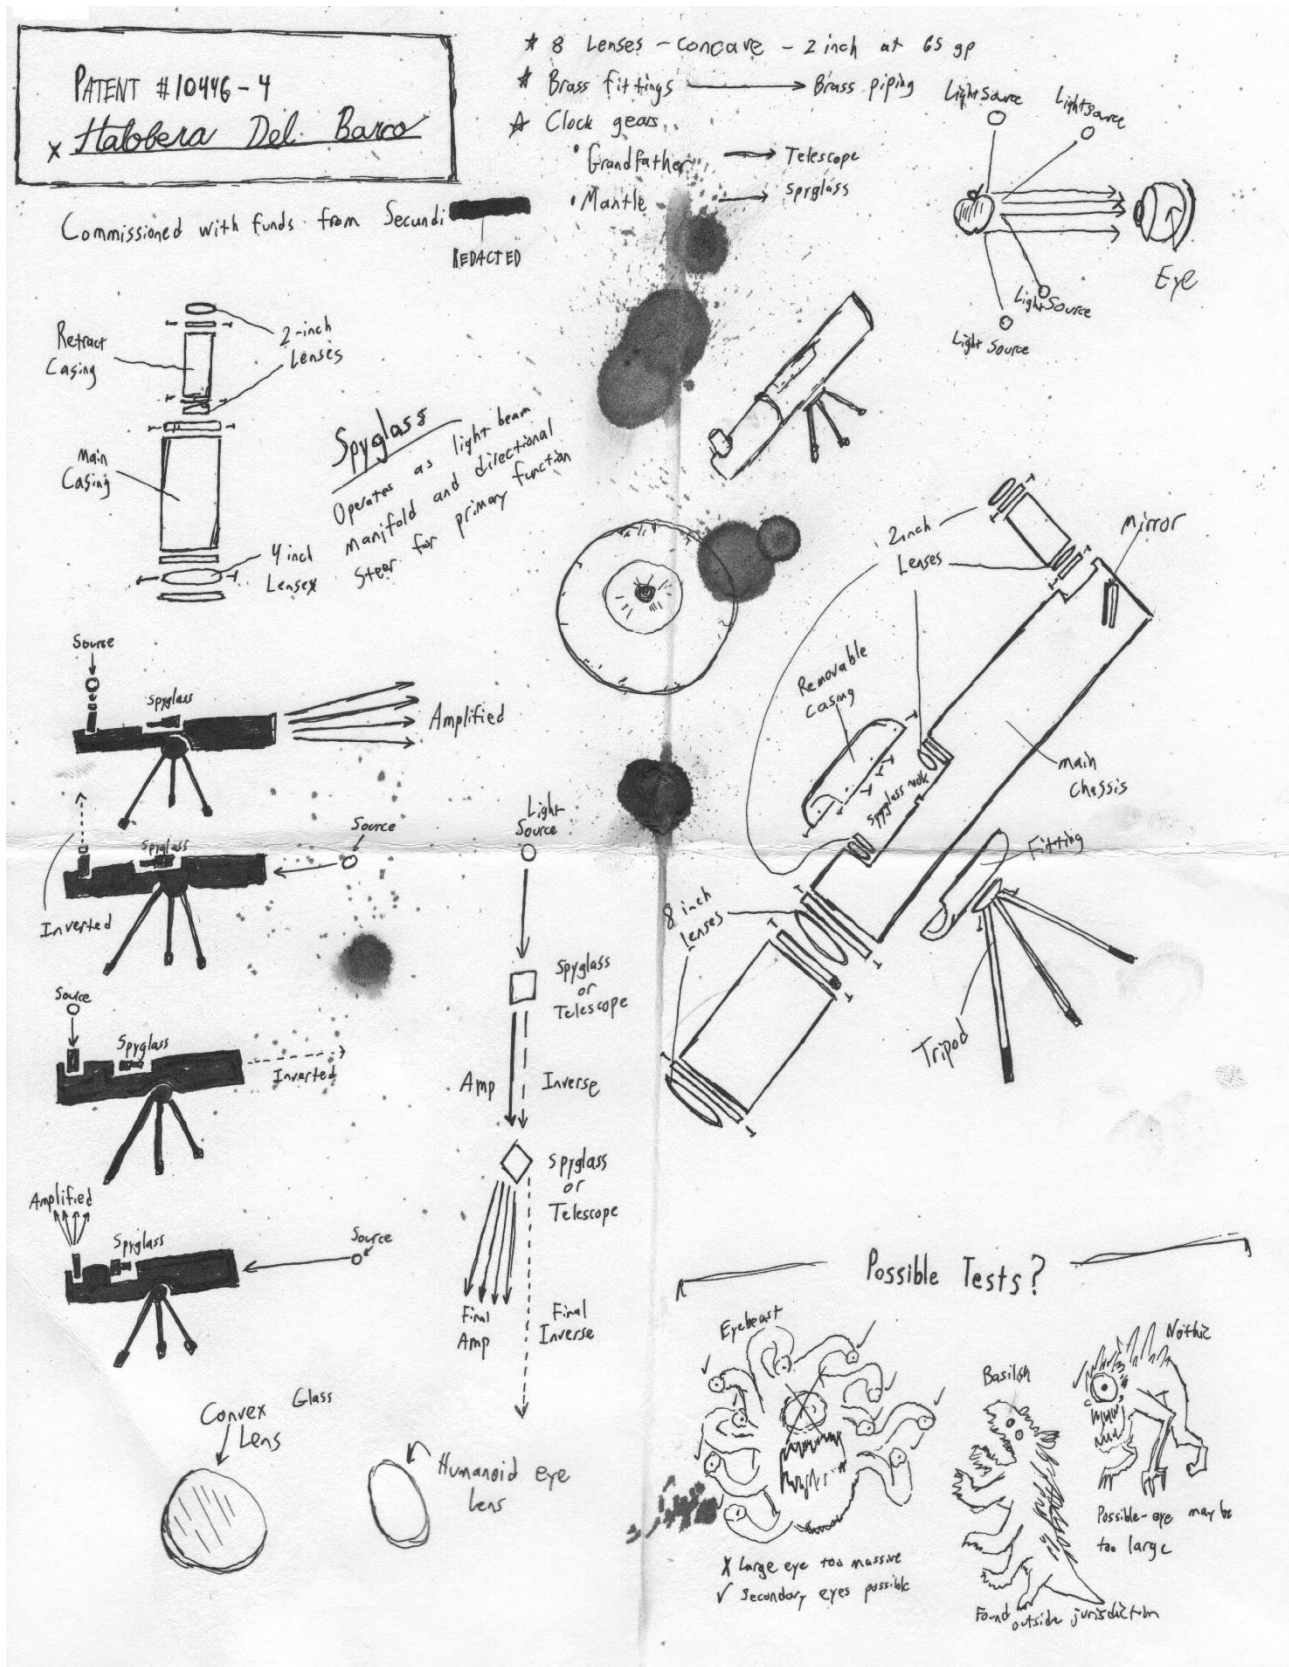 PATENT #10446-4
x Halobera Del Barco
Commissioned with funds from Secundi
REDACTED
* 8 Lenses - concave - 2 inch at 65 gp
* Brass fittings → Brass piping
* Clock gears
• Grandfather → Telescope
• Mantle → Spyglass
Light Source
Light Source
Light Source
Light Source
Eye
Retract
Casing
2-inch
Lenses
Main
Casing
4 inch
Lenses
Spyglass
Operates as light beam
manifold and directional
steer for primary function
2 inch
Lenses
Mirror
Removable
casing
Spyglass nook
main
chassis
Fitting
8 inch
lenses
Tripod
Source
Spyglass
Amplified
Source
Spyglass
Inverted
Source
Spyglass
Inverted
Amplified
Spyglass
Source
Light
Source
Spyglass
or
Telescope
Amp
Inverse
Spyglass
or
Telescope
Final
Amp
Final
Inverse
Convex Glass
Lens
Humanoid eye
Lens
Possible Tests?
Eyebeast
X Large eye too massive
✓ Secondary eyes possible
Basilisk
Found outside jurisdiction
Nothic
Possible - eye may be
too large